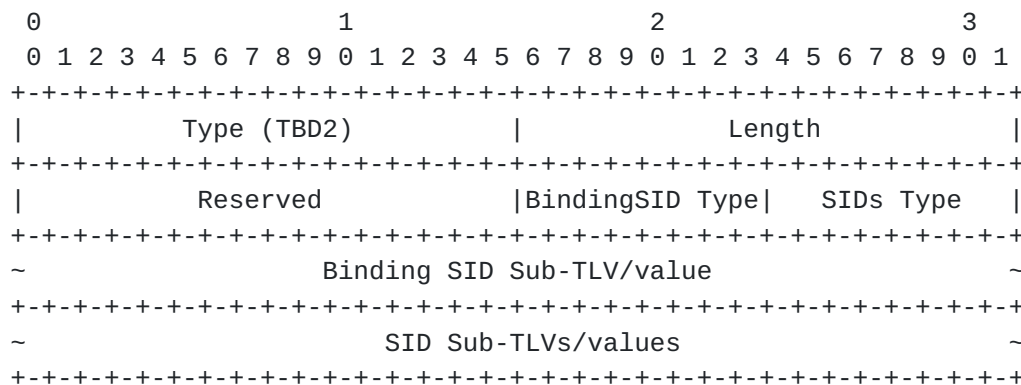 0                   1                   2                   3
 0 1 2 3 4 5 6 7 8 9 0 1 2 3 4 5 6 7 8 9 0 1 2 3 4 5 6 7 8 9 0 1
+-+-+-+-+-+-+-+-+-+-+-+-+-+-+-+-+-+-+-+-+-+-+-+-+-+-+-+-+-+-+-+-+
|          Type (TBD2)          |             Length            |
+-+-+-+-+-+-+-+-+-+-+-+-+-+-+-+-+-+-+-+-+-+-+-+-+-+-+-+-+-+-+-+-+
|           Reserved            |BindingSID Type|   SIDs Type   |
+-+-+-+-+-+-+-+-+-+-+-+-+-+-+-+-+-+-+-+-+-+-+-+-+-+-+-+-+-+-+-+-+
~                   Binding SID Sub-TLV/value                   ~
+-+-+-+-+-+-+-+-+-+-+-+-+-+-+-+-+-+-+-+-+-+-+-+-+-+-+-+-+-+-+-+-+
~                       SID Sub-TLVs/values                     ~
+-+-+-+-+-+-+-+-+-+-+-+-+-+-+-+-+-+-+-+-+-+-+-+-+-+-+-+-+-+-+-+-+